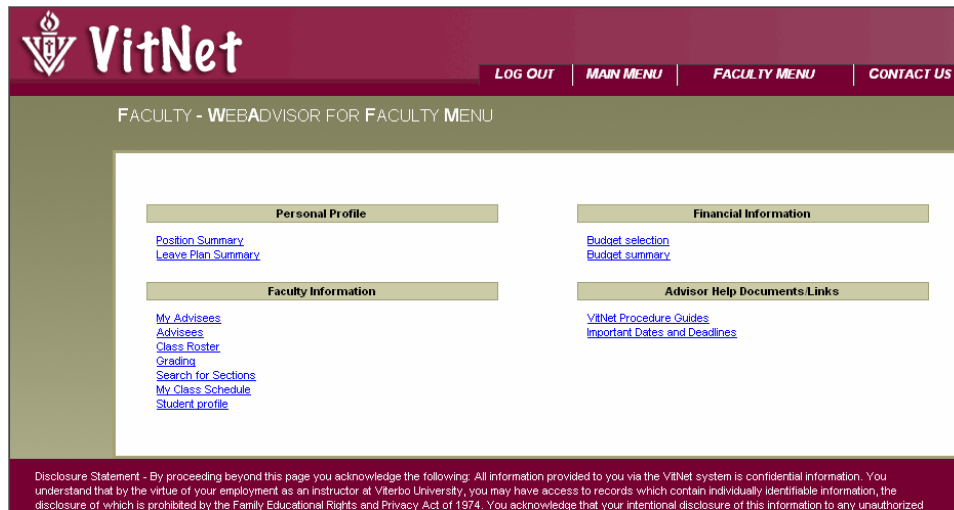 VitNet
LOG OUT MAIN MENU FACULTY MENU CONTACT US
FACULTY - WEBADVISOR FOR FACULTY MENU
Personal Profile
Position Summary
Leave Plan Summary
Financial Information
Budget selection
Budget summary
Faculty Information
My Advisees
Advisees
Class Roster
Grading
Search for Sections
My Class Schedule
Student profile
Advisor Help Documents/Links
VitNet Procedure Guides
Important Dates and Deadlines
Disclosure Statement - By proceeding beyond this page you acknowledge the following: All information provided to you via the VitNet system is confidential information. You
understand that by the virtue of your employment as an instructor at Viterbo University, you may have access to records which contain individually identifiable information, the
disclosure of which is prohibited by the Family Educational Rights and Privacy Act of 1974. You acknowledge that your intentional disclosure of this information to any unauthorized